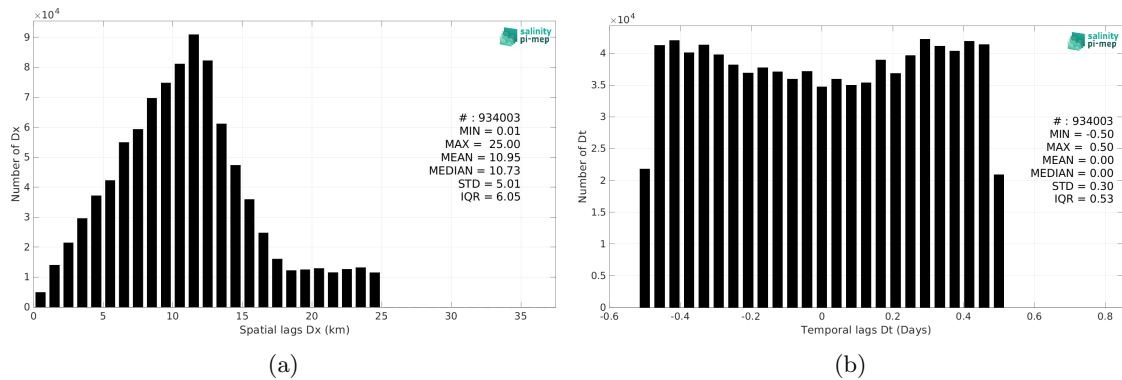 ×10⁴
9
8
7
6
5
4
3
2
1
0
Number of Dx
0 5 10 15 20 25 30 35
Spatial lags Dx (km)
salinity
pi-mep
# : 934003
MIN = 0.01
MAX = 25.00
MEAN = 10.95
MEDIAN = 10.73
STD = 5.01
IQR = 6.05
(a)
×10⁴
4
3.5
3
2.5
2
1.5
1
0.5
0
Number of Dt
-0.6 -0.4 -0.2 0 0.2 0.4 0.6 0.8
Temporal lags Dt (Days)
salinity
pi-mep
# : 934003
MIN = -0.50
MAX = 0.50
MEAN = 0.00
MEDIAN = 0.00
STD = 0.30
IQR = 0.53
(b)